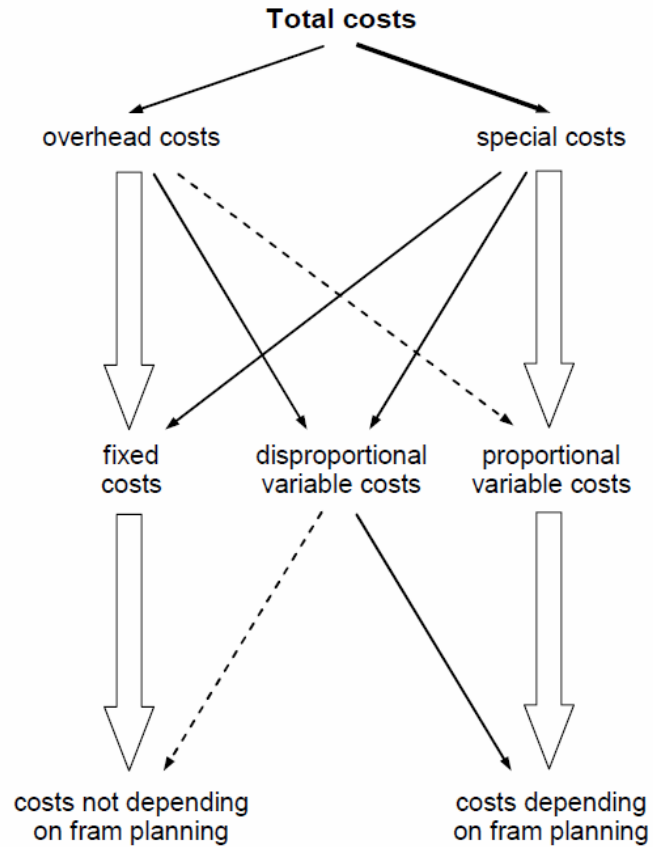 Total costs
overhead costs
special costs
fixed
costs
disproportional
variable costs
proportional
variable costs
costs not depending
on fram planning
costs depending
on fram planning